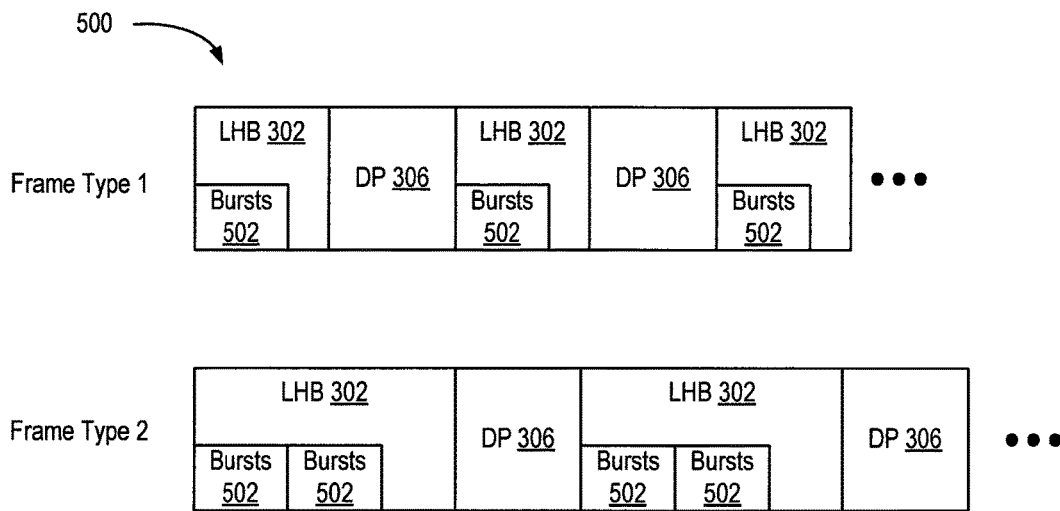 500
Frame Type 1
LHB 302
DP 306
LHB 302
DP 306
LHB 302
Bursts
502
Bursts
502
Bursts
502
Frame Type 2
LHB 302
DP 306
LHB 302
DP 306
Bursts
502
Bursts
502
Bursts
502
Bursts
502